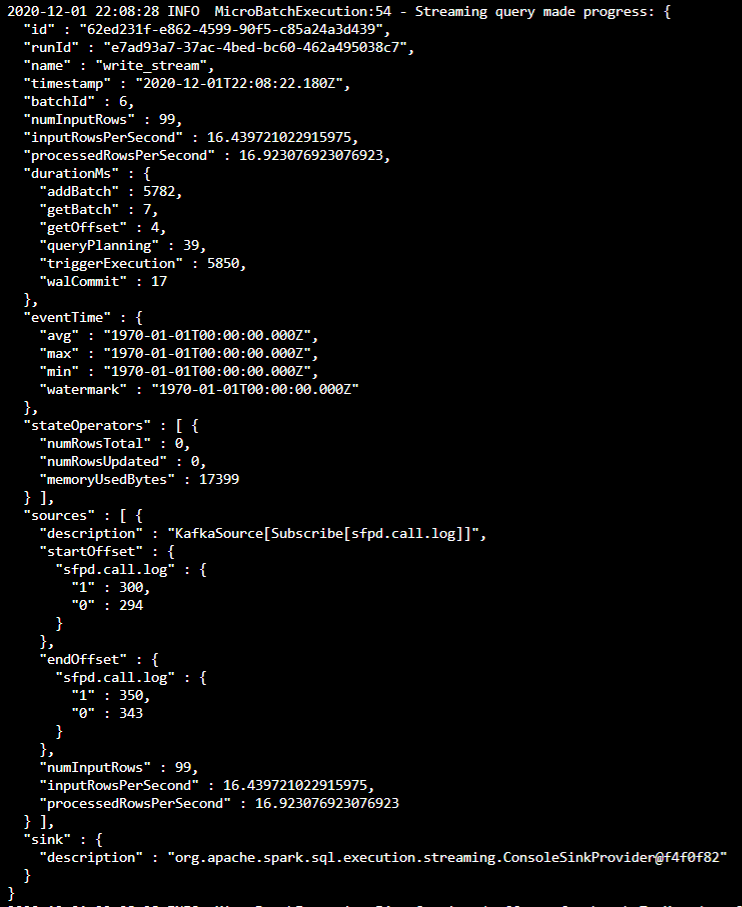 2020-12-01 22:08:28 INFO  MicroBatchExecution:54 - Streaming query made progress: {
  "id" : "62ed231f-e862-4599-90f5-c85a24a3d439",
  "runId" : "e7ad93a7-37ac-4bed-bc60-462a495038c7",
  "name" : "write_stream",
  "timestamp" : "2020-12-01T22:08:22.180Z",
  "batchId" : 6,
  "numInputRows" : 99,
  "inputRowsPerSecond" : 16.439721022915975,
  "processedRowsPerSecond" : 16.923076923076923,
  "durationMs" : {
    "addBatch" : 5782,
    "getBatch" : 7,
    "getOffset" : 4,
    "queryPlanning" : 39,
    "triggerExecution" : 5850,
    "walCommit" : 17
  },
  "eventTime" : {
    "avg" : "1970-01-01T00:00:00.000Z",
    "max" : "1970-01-01T00:00:00.000Z",
    "min" : "1970-01-01T00:00:00.000Z",
    "watermark" : "1970-01-01T00:00:00.000Z"
  },
  "stateOperators" : [ {
    "numRowsTotal" : 0,
    "numRowsUpdated" : 0,
    "memoryUsedBytes" : 17399
  } ],
  "sources" : [ {
    "description" : "KafkaSource[Subscribe[sfpd.call.log]]",
    "startOffset" : {
      "sfpd.call.log" : {
        "1" : 300,
        "0" : 294
      }
    },
    "endOffset" : {
      "sfpd.call.log" : {
        "1" : 350,
        "0" : 343
      }
    },
    "numInputRows" : 99,
    "inputRowsPerSecond" : 16.439721022915975,
    "processedRowsPerSecond" : 16.923076923076923
  } ],
  "sink" : {
    "description" : "org.apache.spark.sql.execution.streaming.ConsoleSinkProvider@f4f0f82"
  }
}